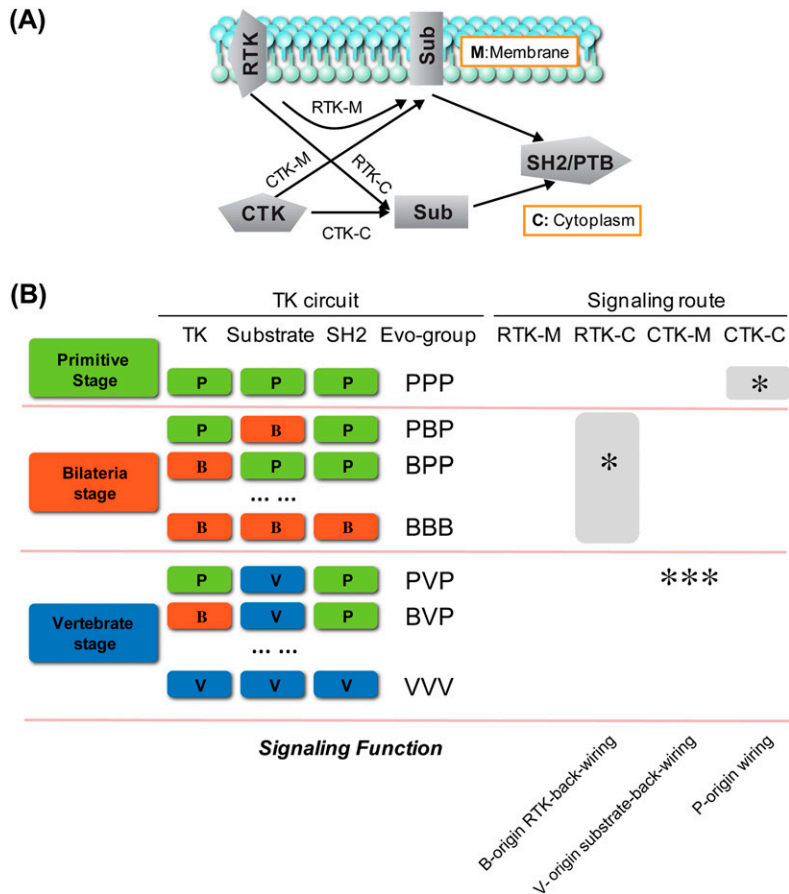 (A)
RTK
Sub
M:Membrane
RTK-M
CTK-M
RTK-C
SH2/PTB
CTK
Sub
CTK-C
C: Cytoplasm
(B)
TK circuit
Signaling route
TK Substrate SH2 Evo-group RTK-M RTK-C CTK-M CTK-C
Primitive
Stage
P P P PPP *
P B P PBP
Bilateria
stage
B P P BPP *
... ...
B B B BBB
P V P PVP ***
Vertebrate
stage
B V P BVP
... ...
V V V VVV
Signaling Function
B-origin RTK-back-wiring
V- origin substrate-back-wiring
P-origin wiring